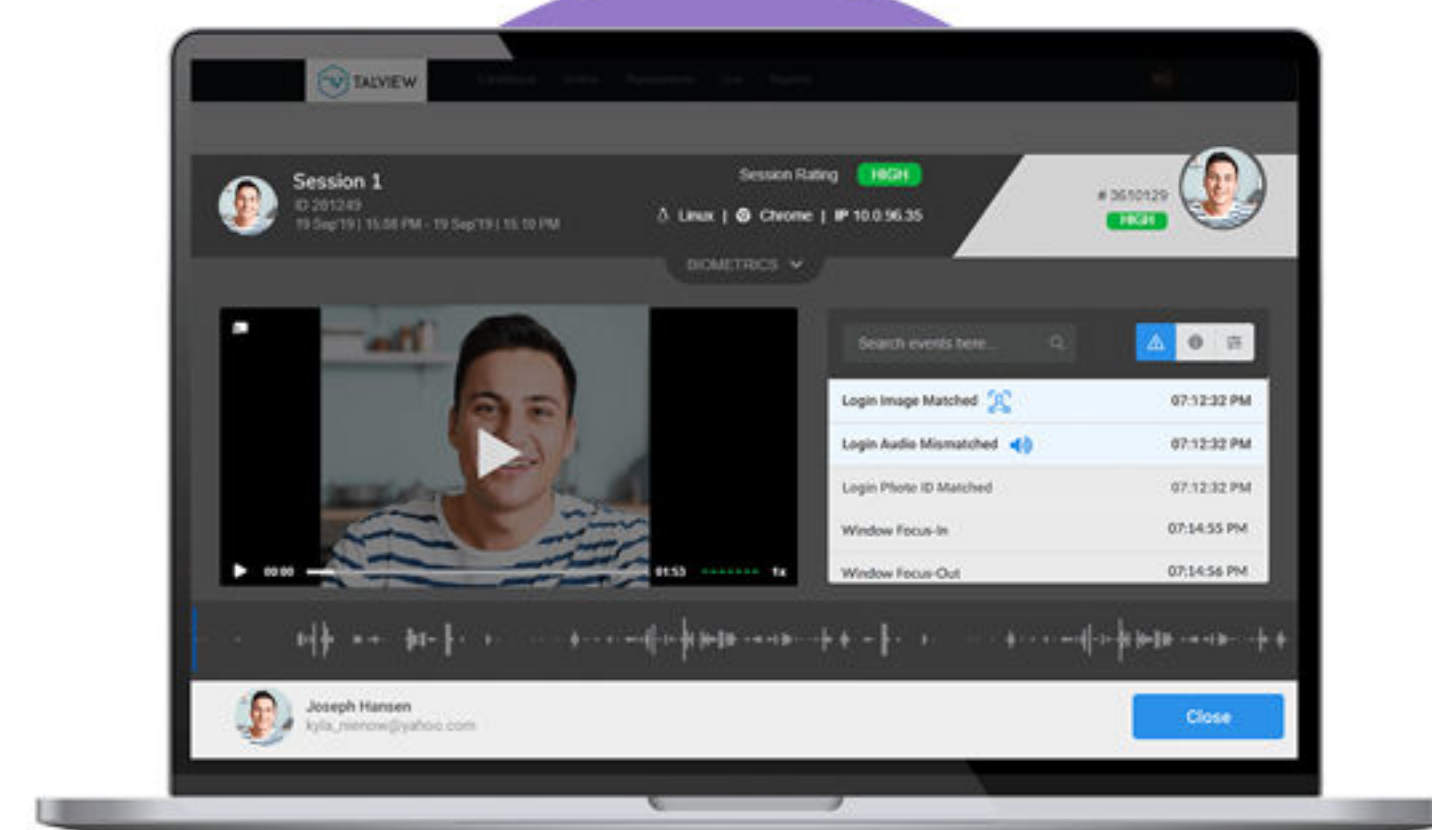 TALVIEW
Session 1
ID 261249
19 Sep'19 | 15:08 PM - 19 Sep'19 | 15:10 PM
Session Rating HIGH
Linux | Chrome | IP 10.0.96.35
# 3610129
HIGH
BIOMETRICS
Search events here...
Login Image Matched 07:12:32 PM
Login Audio Mismatched 07:12:32 PM
Login Photo ID Matched 07:12:32 PM
Window Focus-In 07:14:55 PM
Window Focus-Out 07:14:56 PM
00:00 01:53 1x
Joseph Hansen
kyla_nienow@yahoo.com
Close